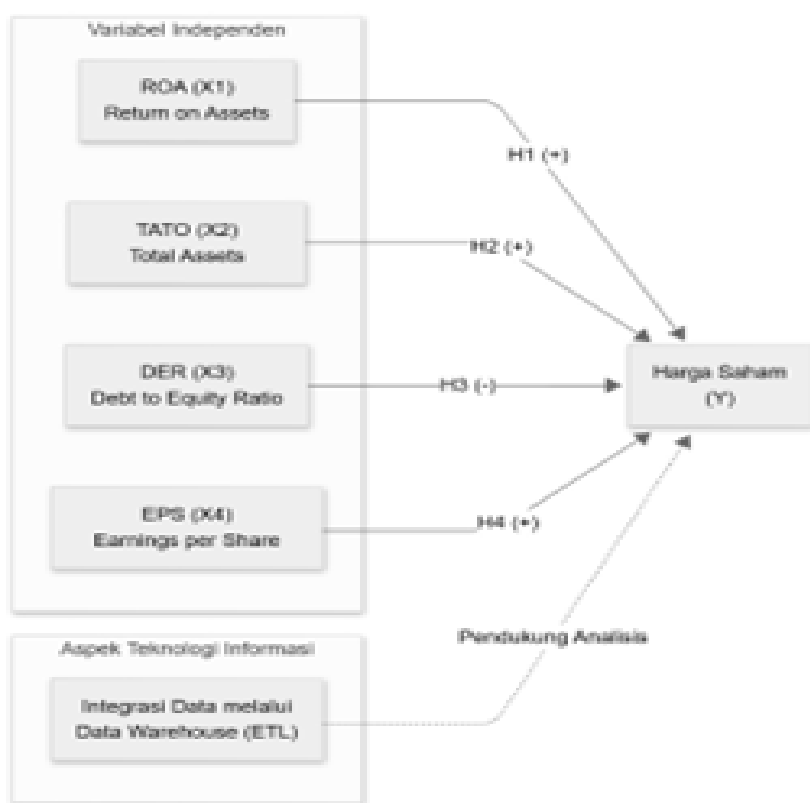 Variabel Independen
ROA (X1)
Return on Assets
H1 (+)
TATO (X2)
Total Assets
H2 (+)
DER (X3)
Debt to Equity Ratio
H3 (-)
Harga Saham
(Y)
EPS (X4)
Earnings per Share
H4 (+)
Pendukung Analisis
Aspek Teknologi Informasi
Integrasi Data melalui
Data Warehouse (ETL)